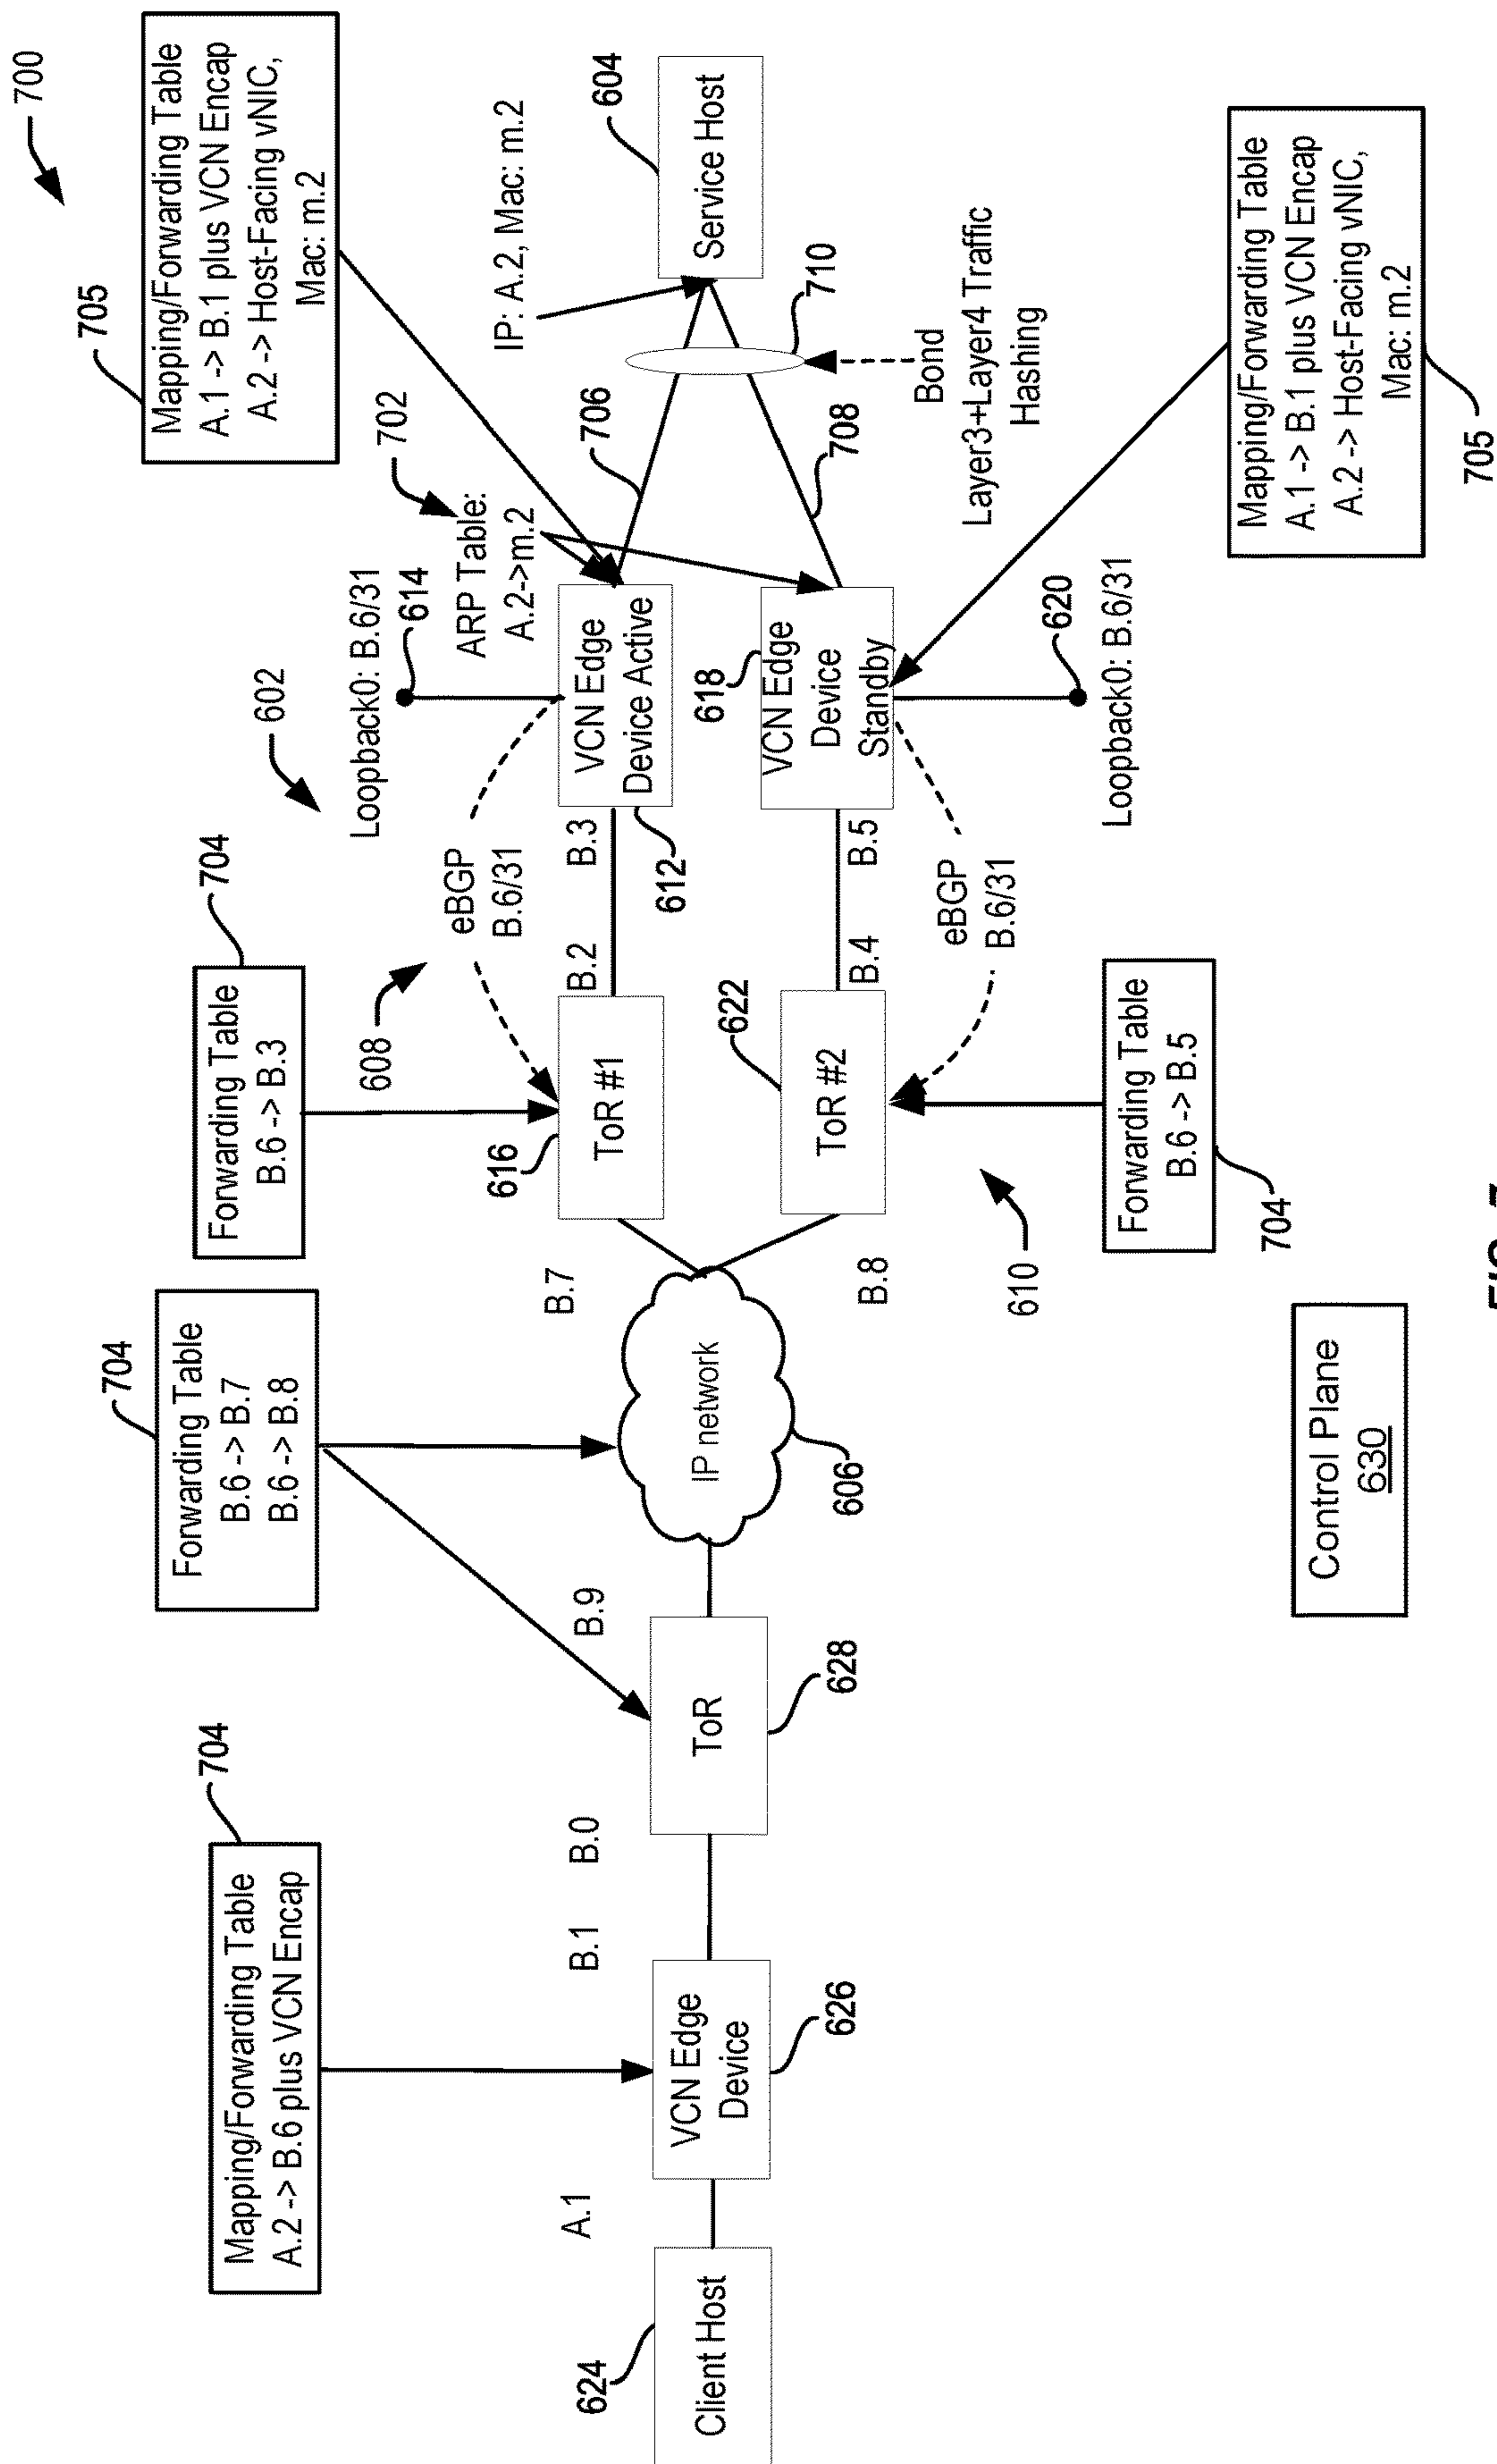 700
705
Mapping/Forwarding Table
A.1 -> B.1 plus VCN Encap
A.2 -> Host-Facing vNIC,
Mac: m.2
704
Forwarding Table
B.6 -> B.7
B.6 -> B.8
704
Forwarding Table
B.6 -> B.3
704
Mapping/Forwarding Table
A.2 -> B.6 plus VCN Encap
602
Loopback0: B.6/31
614
702
ARP Table:
A.2->m.2
IP: A.2, Mac: m.2
608
eBGP
B.6/31
706
604
Service Host
624
Client Host
A.1
VCN Edge
Device
626
B.1
B.0
ToR
628
B.9
IP network
606
B.7
616
ToR #1
B.2
B.3
VCN Edge
Device Active
612
B.8
622
ToR #2
B.4
B.5
618
VCN Edge
Device
Standby
708
710
Bond
Layer3+Layer4 Traffic
Hashing
610
eBGP
B.6/31
620
Loopback0: B.6/31
704
Forwarding Table
B.6 -> B.5
Mapping/Forwarding Table
A.1 -> B.1 plus VCN Encap
A.2 -> Host-Facing vNIC,
Mac: m.2
705
Control Plane
630
FIG. 7